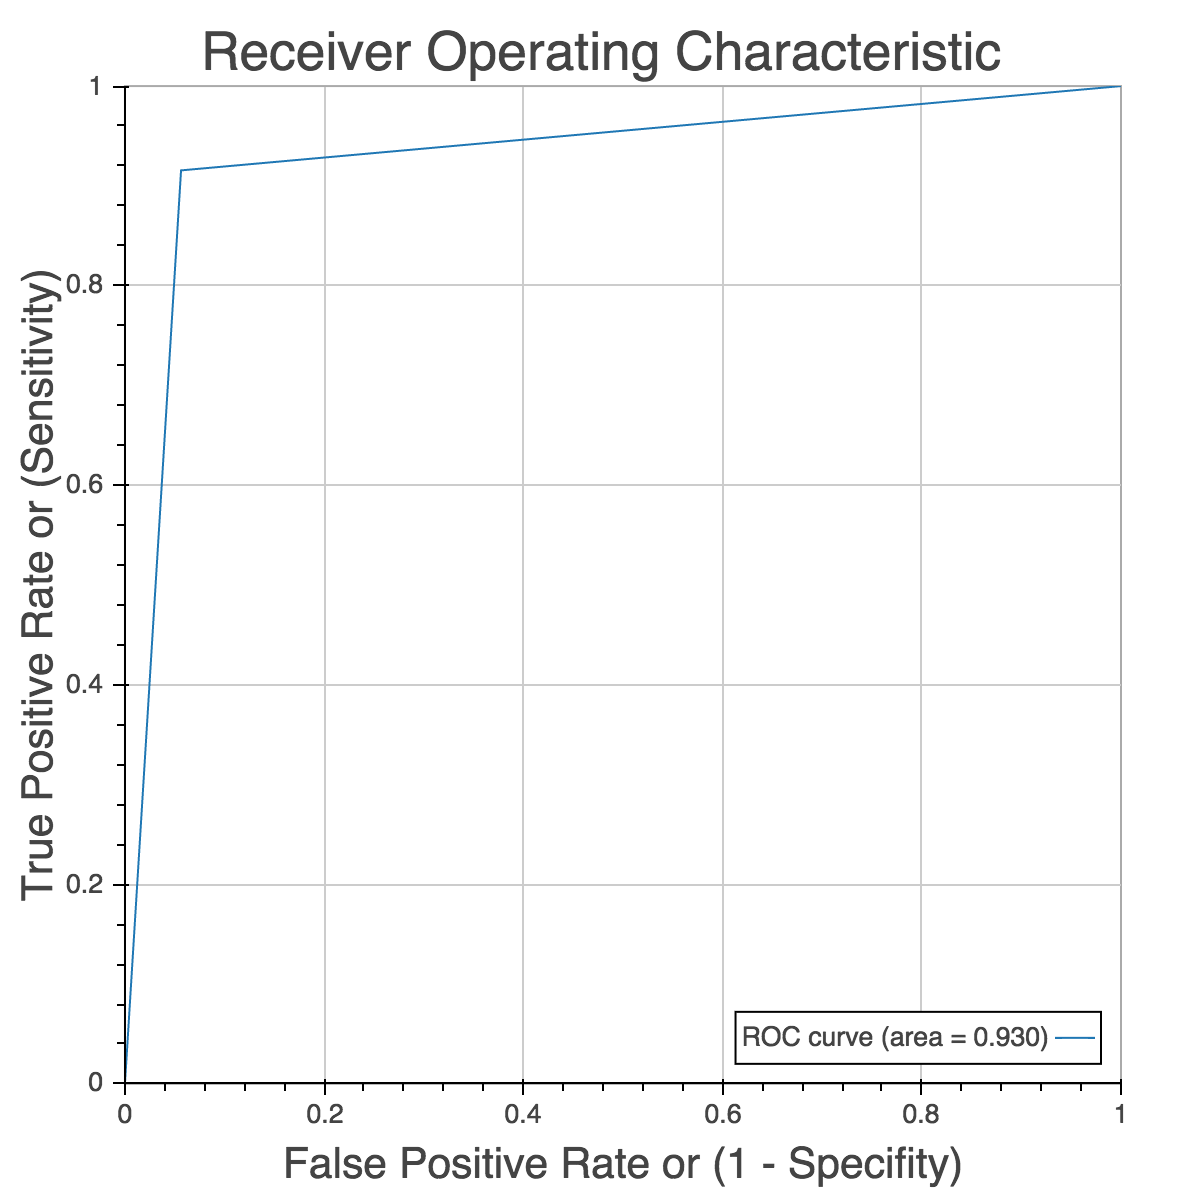 Receiver Operating Characteristic
1
0.8
0.6
0.4
0.2
0
True Positive Rate or (Sensitivity)
ROC curve (area = 0.930)
0 0.2 0.4 0.6 0.8 1
False Positive Rate or (1 - Specifity)